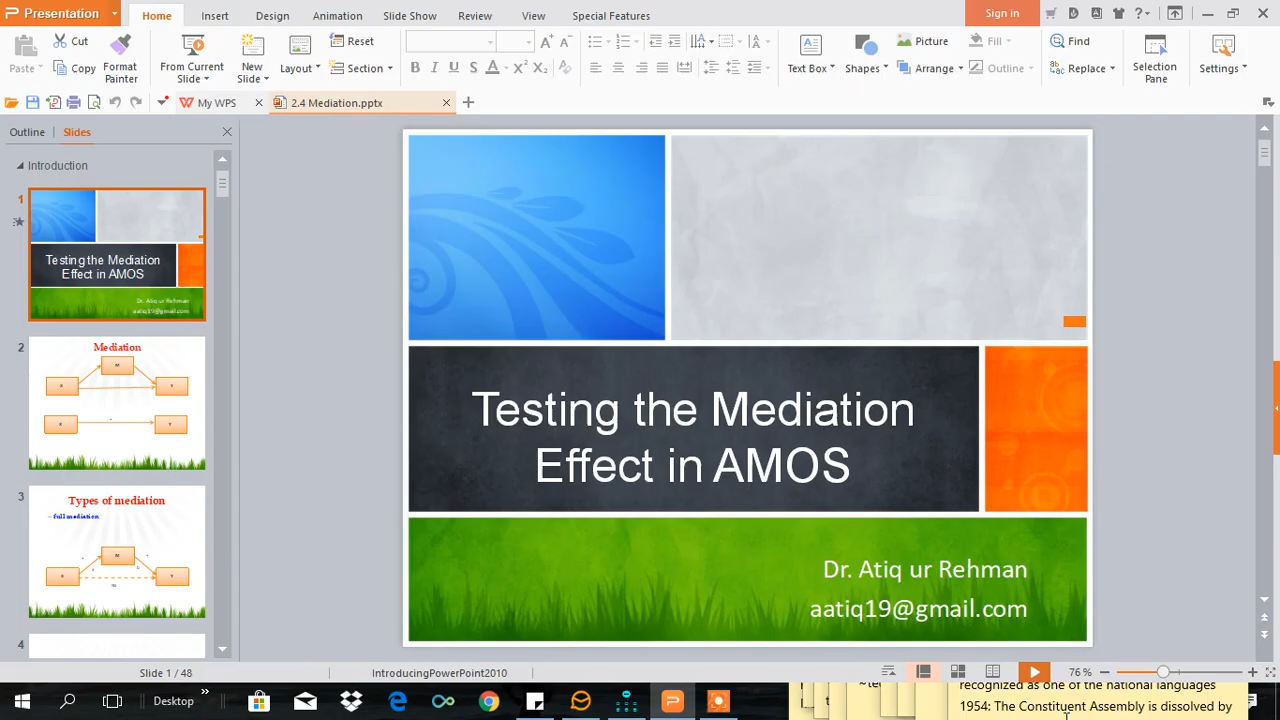 Presentation
Home
Insert
Design
Animation
Slide Show
Review
View
Special Features
Sign in
Paste
Cut
Copy
Format
Painter
From Current
Slide
New
Slide
Layout
Reset
Section
Text Box
Shapes
Picture
Arrange
Fill
Outline
Find
Replace
Selection
Pane
Settings
My WPS
2.4 Mediation.pptx
Outline
Slides
Introduction
1
Testing the Mediation
Effect in AMOS
Dr. Atiq ur Rehman
aatiq19@gmail.com
2
Mediation
3
Types of mediation
- full mediation
4
Testing the Mediation
Effect in AMOS
Dr. Atiq ur Rehman
aatiq19@gmail.com
Slide 1 / 48
IntroducingPowerPoint2010
76 %
Desktop
recognized as one of the national languages
1954: The Constituent Assembly is dissolved by